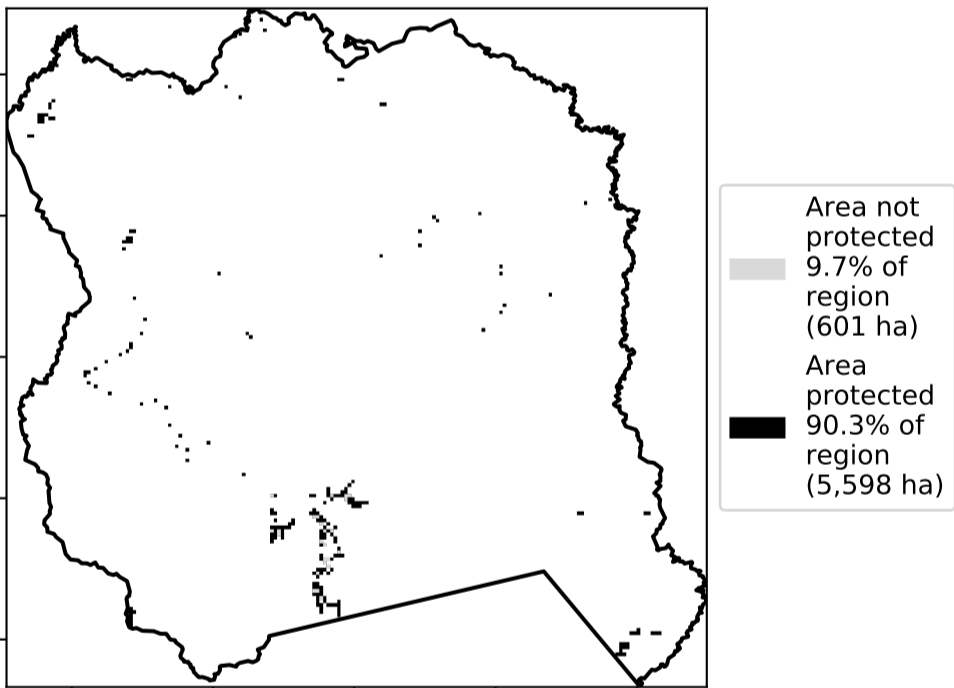 Area not
protected
9.7% of
region
(601 ha)
Area
protected
90.3% of
region
(5,598 ha)